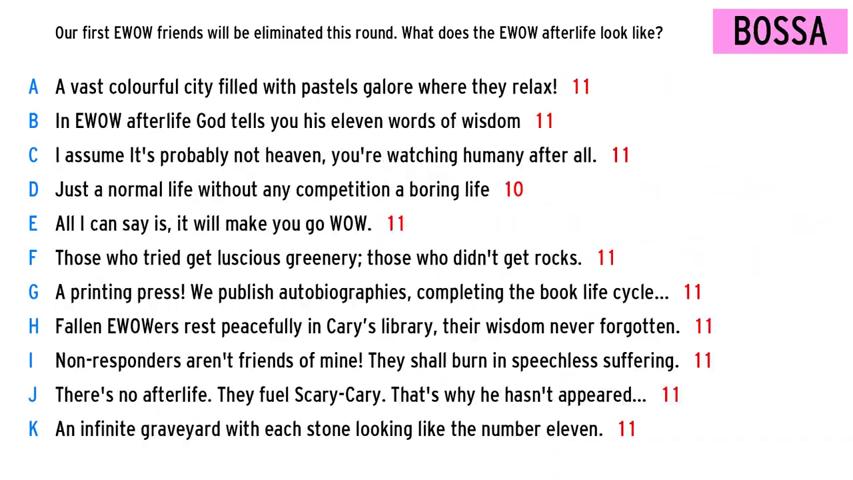 Our first EWOW friends will be eliminated this round. What does the EWOW afterlife look like?
BOSSA
A A vast colourful city filled with pastels galore where they relax! 11
B In EWOW afterlife God tells you his eleven words of wisdom 11
C I assume It's probably not heaven, you're watching humany after all. 11
D Just a normal life without any competition a boring life 10
E All I can say is, it will make you go WOW. 11
F Those who tried get luscious greenery; those who didn't get rocks. 11
G A printing press! We publish autobiographies, completing the book life cycle... 11
H Fallen EWOWers rest peacefully in Cary's library, their wisdom never forgotten. 11
I Non-responders aren't friends of mine! They shall burn in speechless suffering. 11
J There's no afterlife. They fuel Scary-Cary. That's why he hasn't appeared... 11
K An infinite graveyard with each stone looking like the number eleven. 11